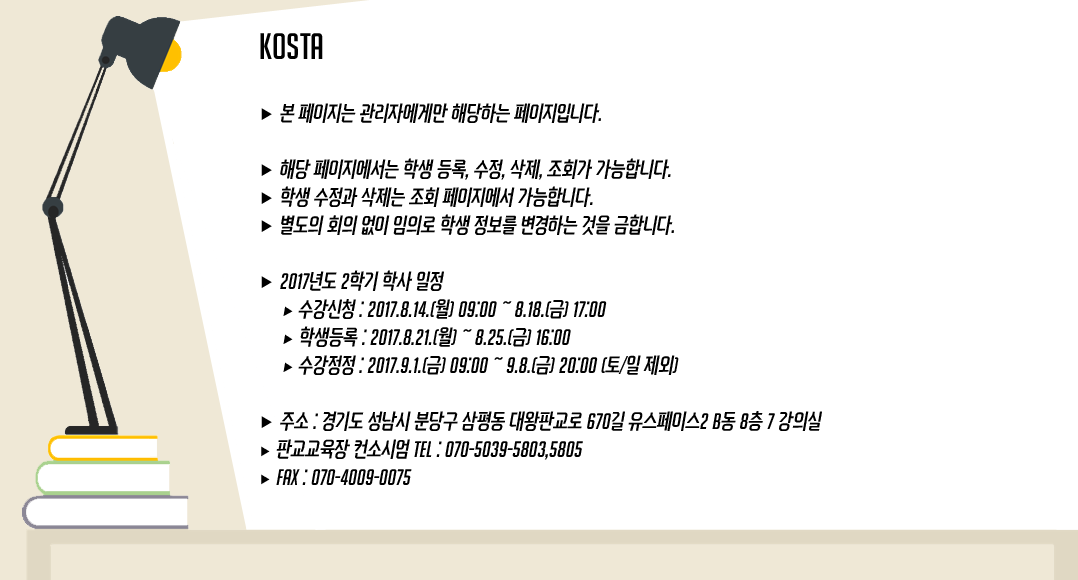 KOSTA
▶ 본 페이지는 관리자에게만 해당하는 페이지입니다.
▶ 해당 페이지에서는 학생 등록, 수정, 삭제, 조회가 가능합니다.
▶ 학생 수정과 삭제는 조회 페이지에서 가능합니다.
▶ 별도의 회의 없이 임의로 학생 정보를 변경하는 것을 금합니다.
▶ 2017년도 2학기 학사 일정
▶ 수강신청 : 2017.8.14.(월) 09:00 ~ 8.18.(금) 17:00
▶ 학생등록 : 2017.8.21.(월) ~ 8.25.(금) 16:00
▶ 수강정정 : 2017.9.1.(금) 09:00 ~ 9.8.(금) 20:00 (토/일 제외)
▶ 주소 : 경기도 성남시 분당구 삼평동 대왕판교로 670길 유스페이스2 B동 8층 7 강의실
▶ 판교교육장 컨소시엄 TEL : 070-5039-5803,5805
▶ FAX : 070-4009-0075